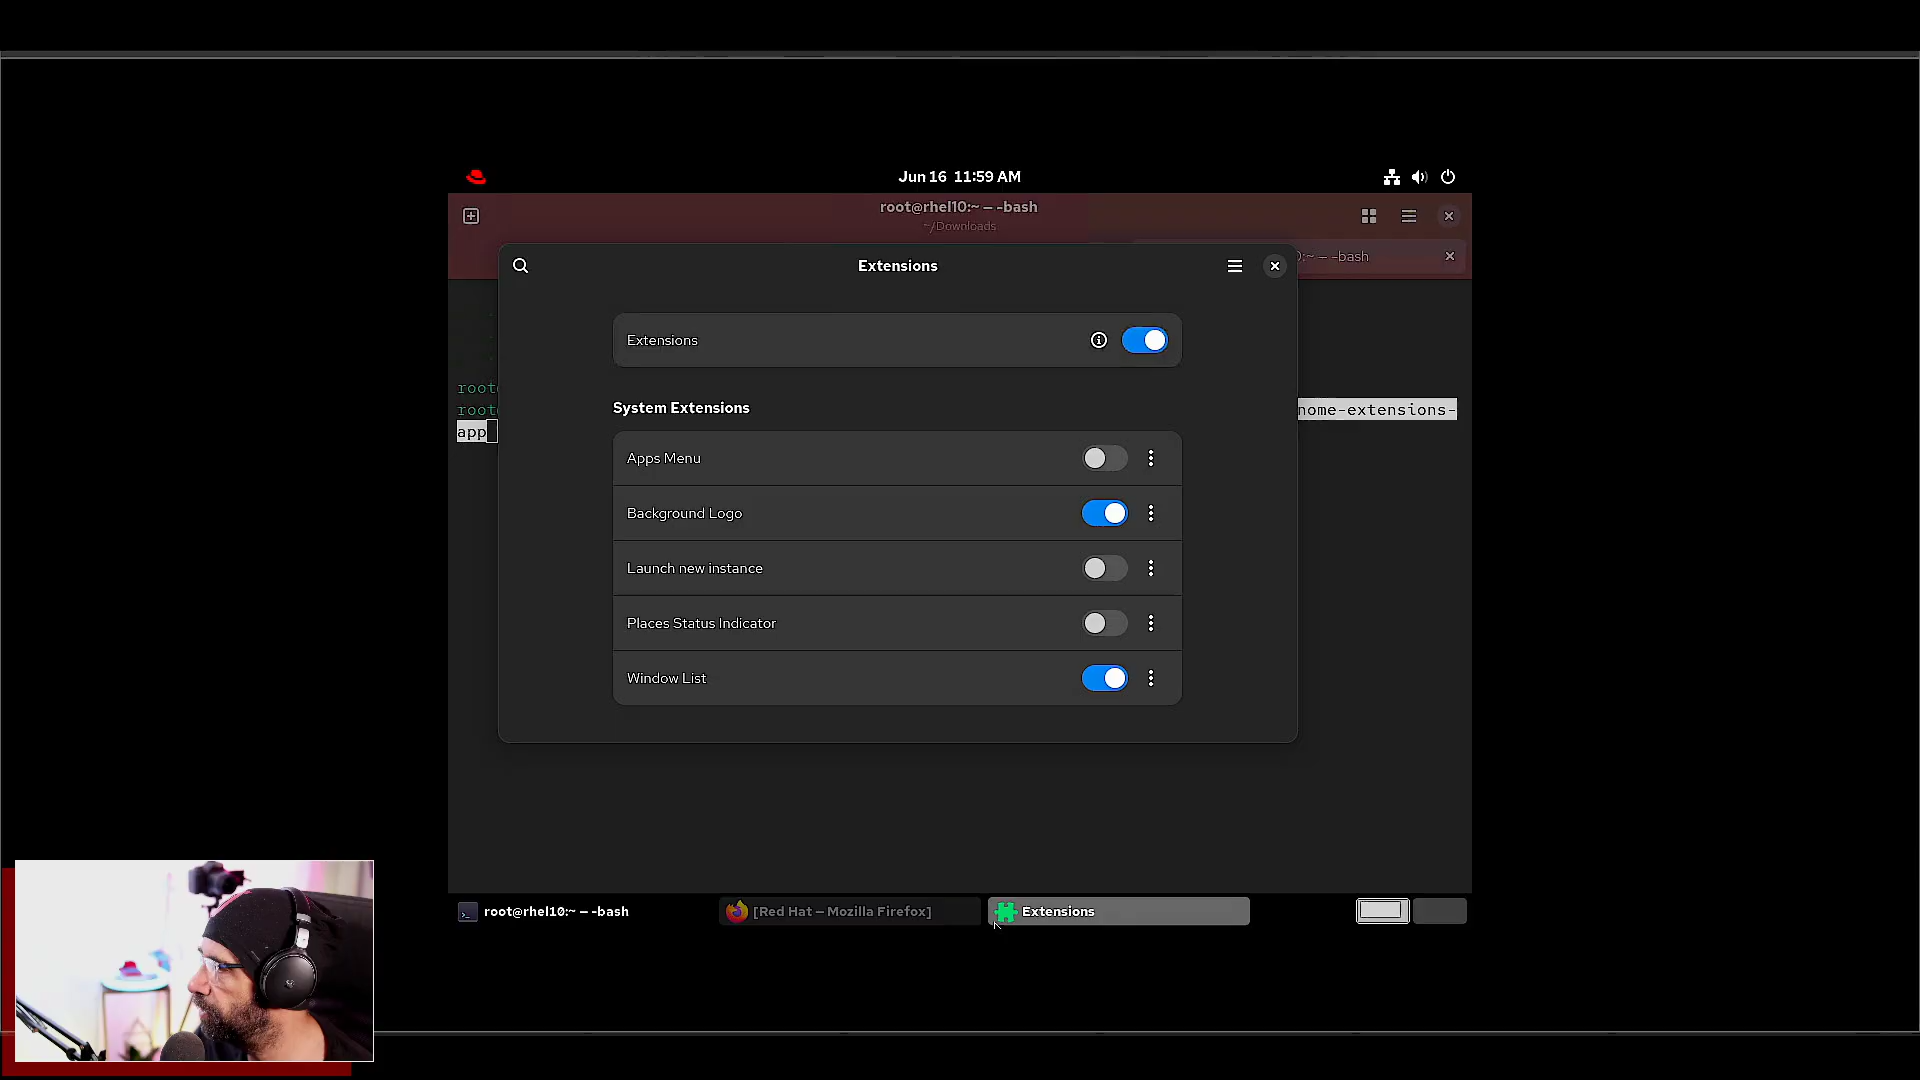 Jun 16 11:59 AM
root@rhel10:~ — -bash
~/Downloads
:~ — -bash
Extensions
Extensions
System Extensions
Apps Menu
Background Logo
Launch new instance
Places Status Indicator
Window List
root
root
nome-extensions-
app
root@rhel10:~ — -bash
[Red Hat — Mozilla Firefox]
Extensions